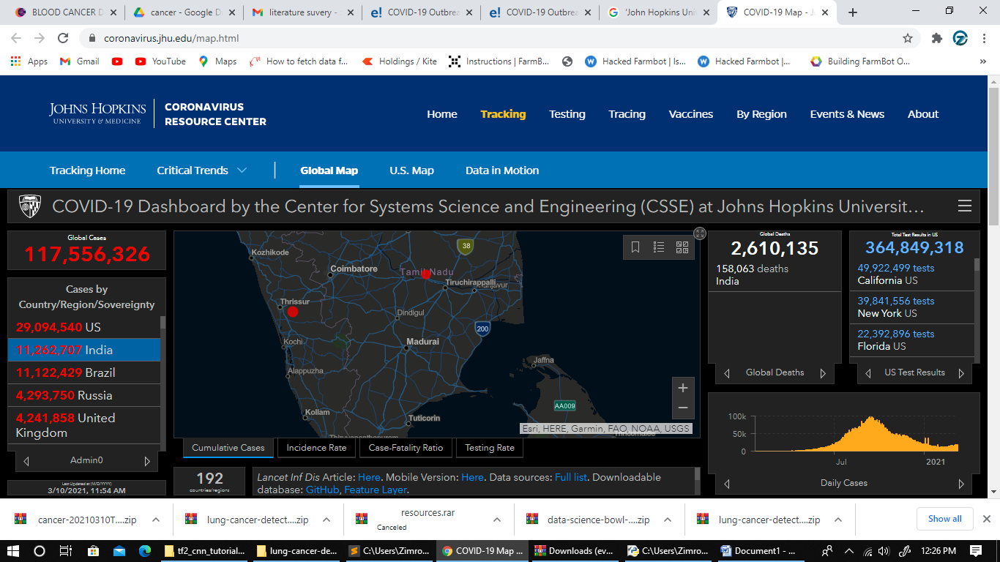 BLOOD CANCER D
cancer - Google D
literature suvery -
COVID-19 Outbrea
COVID-19 Outbrea
'John Hopkins Uni
COVID-19 Map - J
coronavirus.jhu.edu/map.html
Apps
Gmail
YouTube
Maps
How to fetch data f...
Holdings / Kite
Instructions | FarmB...
Hacked Farmbot | Is...
Hacked Farmbot |...
Building FarmBot O...
JOHNS HOPKINS
UNIVERSITY & MEDICINE
CORONAVIRUS
RESOURCE CENTER
Home
Tracking
Testing
Tracing
Vaccines
By Region
Events & News
About
Tracking Home
Critical Trends
Global Map
U.S. Map
Data in Motion
COVID-19 Dashboard by the Center for Systems Science and Engineering (CSSE) at Johns Hopkins Universit...
Global Cases
117,556,326
Cases by
Country/Region/Sovereignty
29,094,540 US
11,262,707 India
11,122,429 Brazil
4,293,750 Russia
4,241,858 United
Kingdom
Admin0
Last Updated at (M/D/YYYY)
3/10/2021, 11:54 AM
38
Kozhikode
Coimbatore
Tamil Nadu
Tiruchirappalli
Thanjavur
Thrissur
Dindigul
200
Kochi
Madurai
Jaffna
Alappuzha
AA009
Kollam
Tuticorin
Thiruvananthapuram
Trincomalee
Esri, HERE, Garmin, FAO, NOAA, USGS
Cumulative Cases
Incidence Rate
Case-Fatality Ratio
Testing Rate
192
countries/regions
Lancet Inf Dis Article: Here. Mobile Version: Here. Data sources: Full list. Downloadable
database: GitHub, Feature Layer.
Global Deaths
2,610,135
158,063 deaths
India
Global Deaths
Total Test Results in US
364,849,318
49,922,499 tests
California US
39,841,556 tests
New York US
22,392,896 tests
Florida US
US Test Results
100k
50k
0
Jul
2021
Daily Cases
cancer-20210310T....zip
lung-cancer-detect....zip
resources.rar
Canceled
data-science-bowl-....zip
lung-cancer-detect....zip
Show all
tf2_cnn_tutorial...
lung-cancer-de...
C:\Users\Zimro...
COVID-19 Map ...
Downloads (ev...
C:\Users\Zimro...
Document1 - ...
12:26 PM